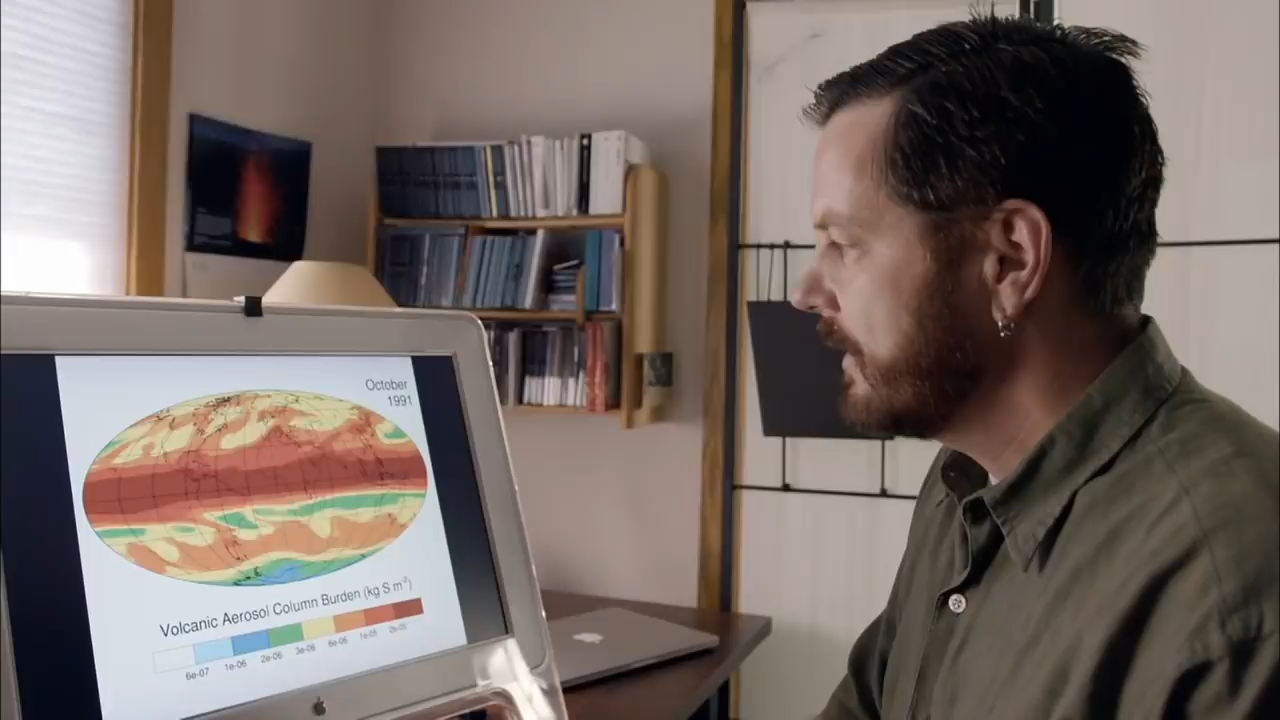 October
1991
Volcanic Aerosol Column Burden (kg S m⁻²)
6e-07 1e-06 2e-06 3e-06 6e-06 1e-05 2e-05